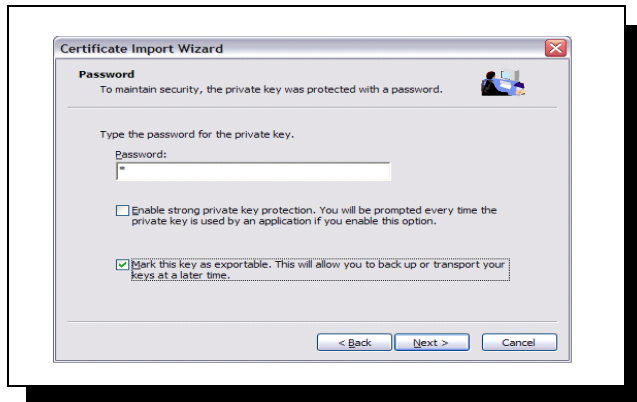 Certificate Import Wizard
Password
To maintain security, the private key was protected with a password.
Type the password for the private key.
Password:
*
Enable strong private key protection. You will be prompted every time the
private key is used by an application if you enable this option.
Mark this key as exportable. This will allow you to back up or transport your
keys at a later time.
< Back Next > Cancel